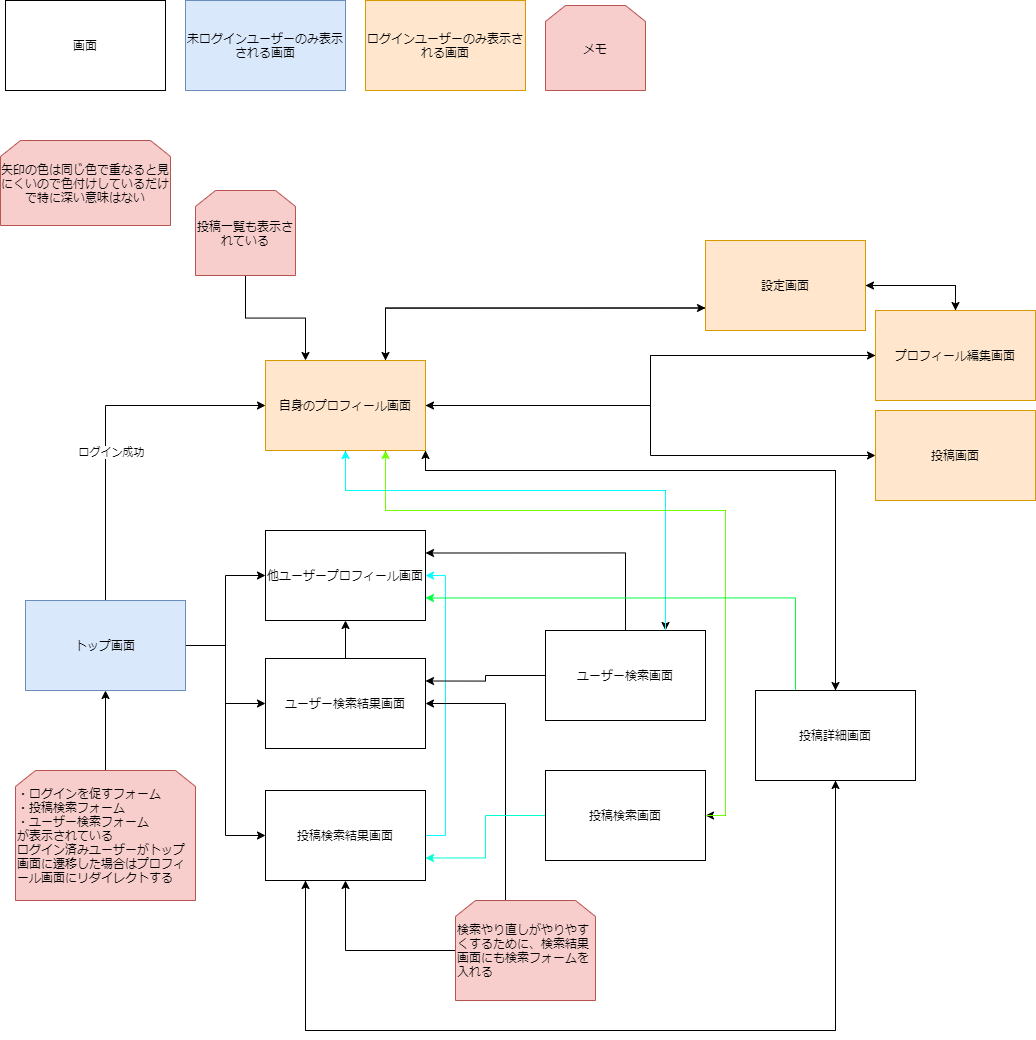 画面
未ログインユーザーのみ表示
される画面
ログインユーザーのみ表示さ
れる画面
メモ
矢印の色は同じ色で重なると見
にくいので色付けしているだけ
で特に深い意味はない
投稿一覧も表示さ
れている
設定画面
プロフィール編集画面
自身のプロフィール画面
ログイン成功
投稿画面
他ユーザープロフィール画面
トップ画面
ユーザー検索画面
ユーザー検索結果画面
投稿詳細画面
・ログインを促すフォーム
・投稿検索フォーム
・ユーザー検索フォーム
が表示されている
ログイン済みユーザーがトップ
画面に遷移した場合はプロフィ
ール画面にリダイレクトする
投稿検索結果画面
投稿検索画面
検索やり直しがやりやす
くするために、検索結果
画面にも検索フォームを
入れる